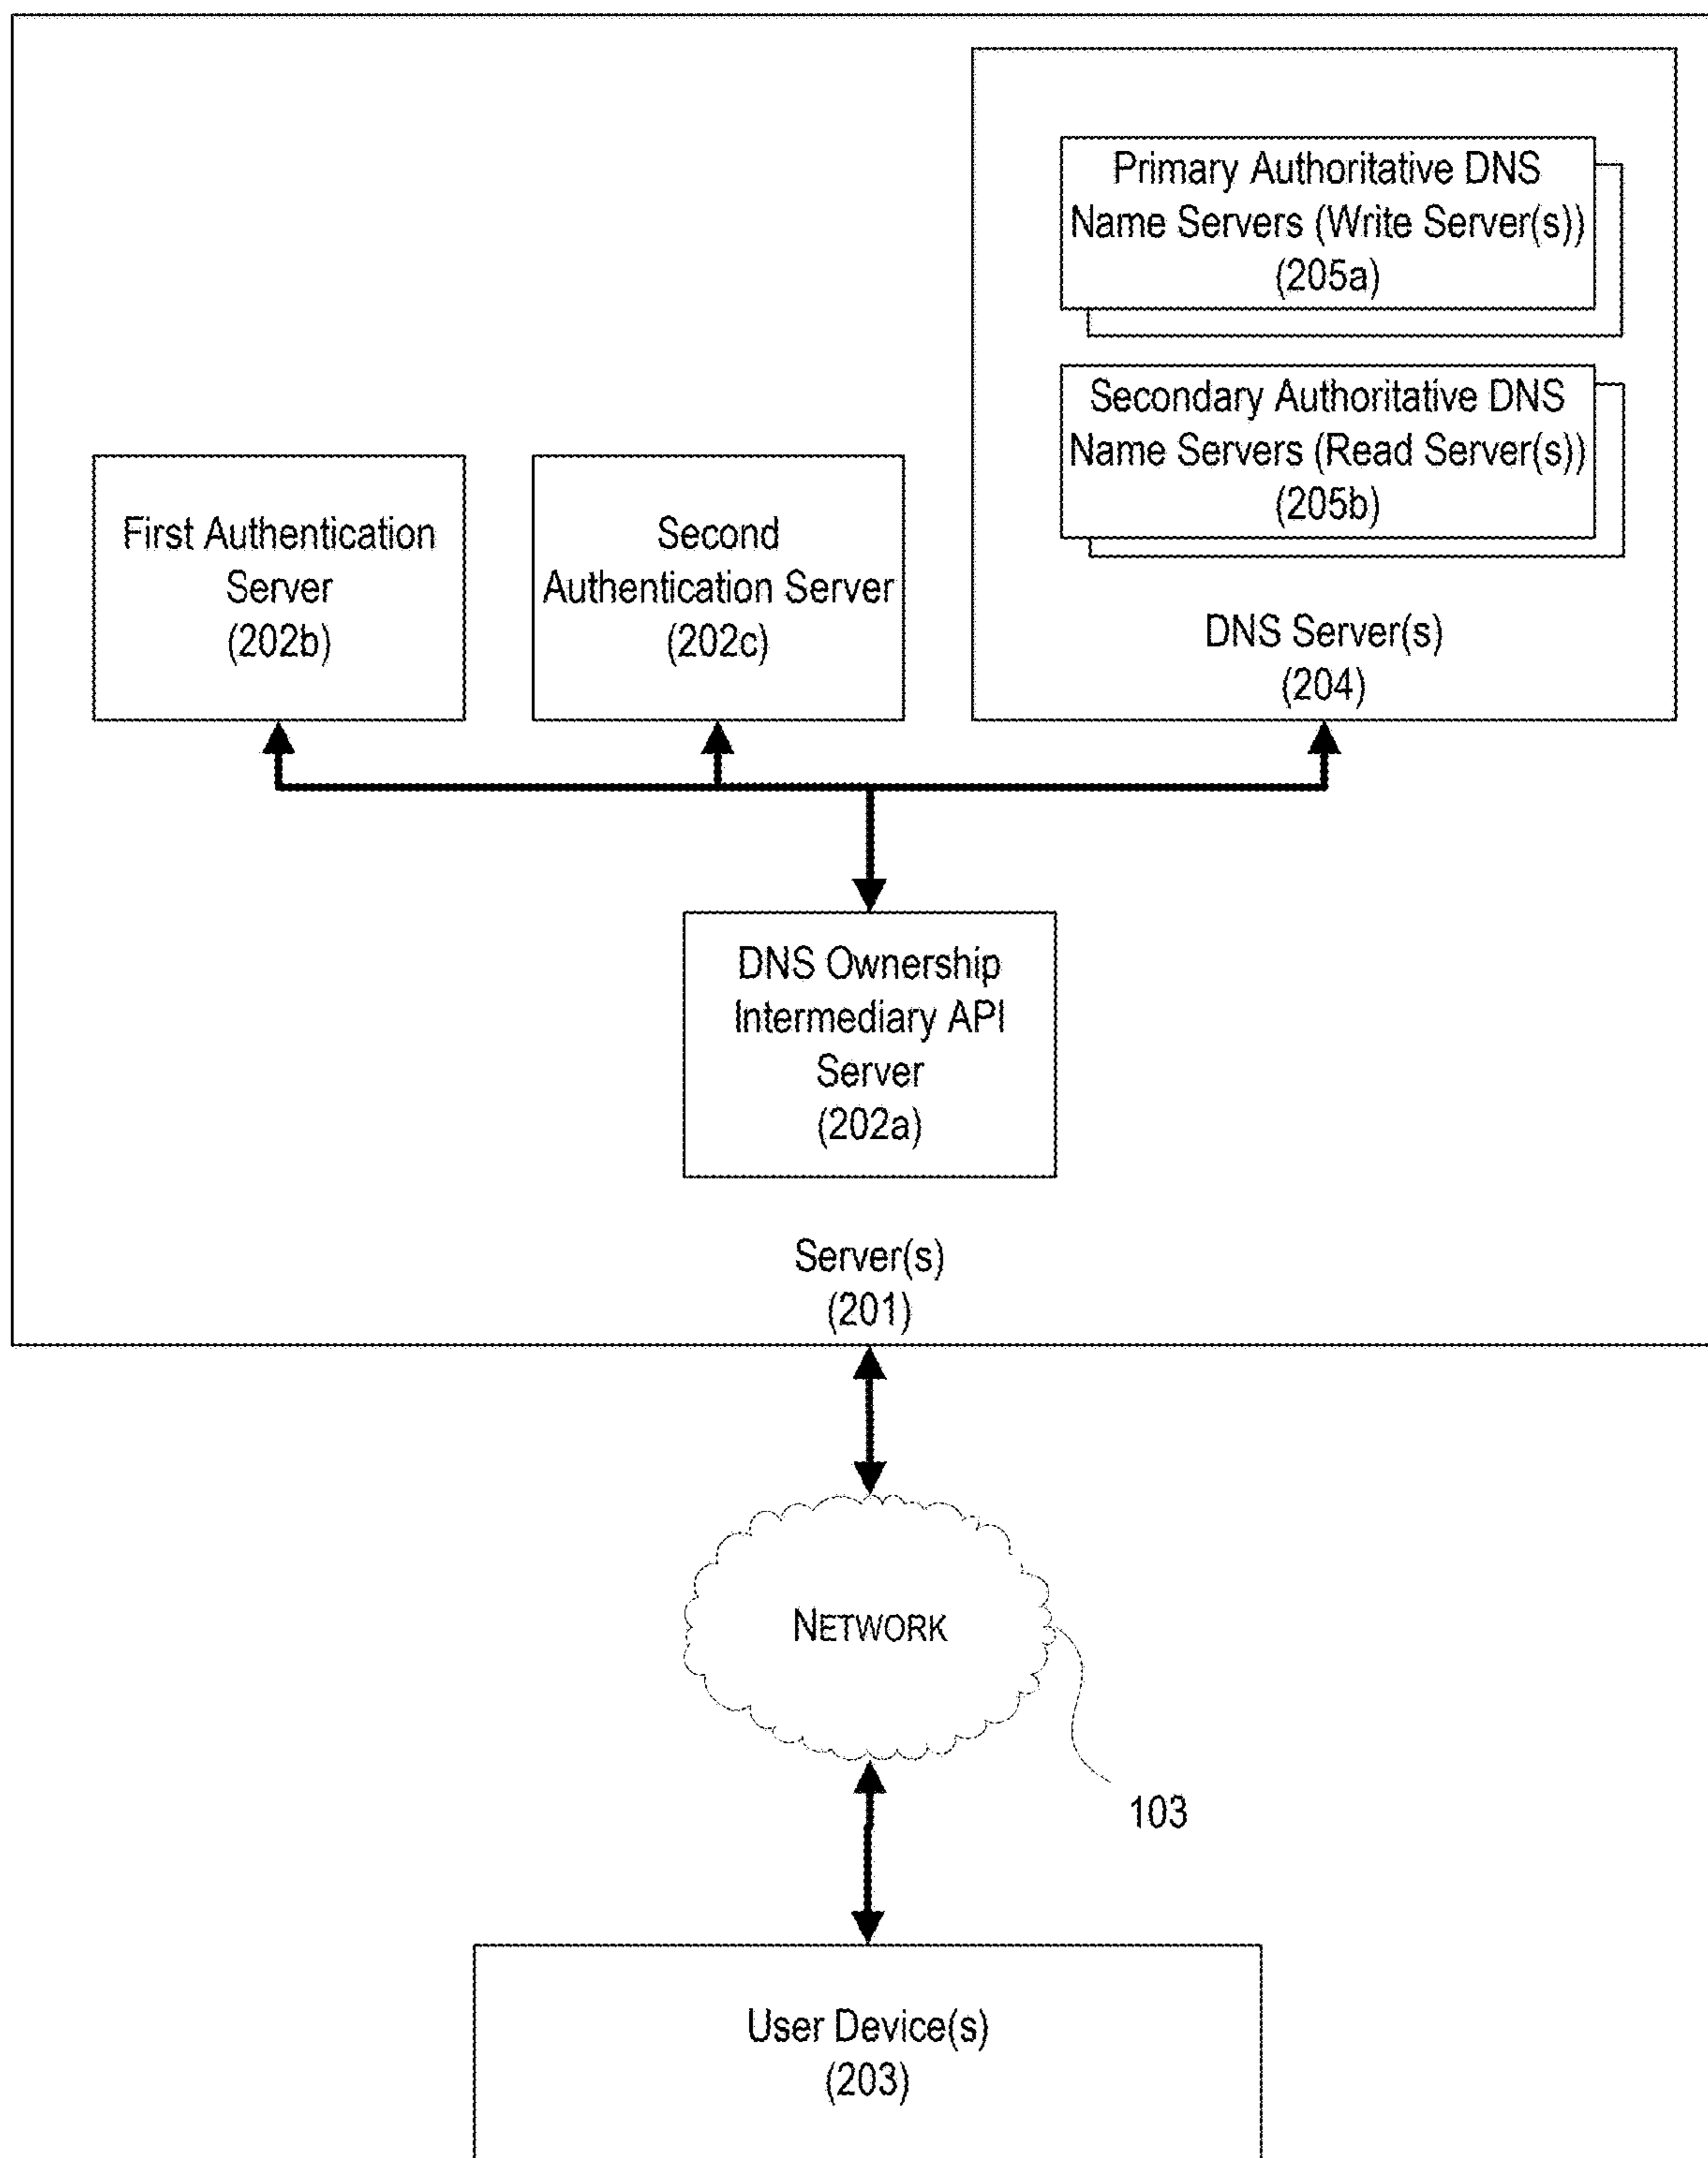 Primary Authoritative DNS
Name Servers (Write Server(s))
(205a)
Secondary Authoritative DNS
Name Servers (Read Server(s))
(205b)
DNS Server(s)
(204)
First Authentication
Server
(202b)
Second
Authentication Server
(202c)
DNS Ownership
Intermediary API
Server
(202a)
Server(s)
(201)
NETWORK
103
User Device(s)
(203)